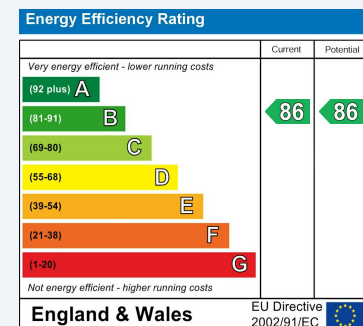 Energy Efficiency Rating
Current Potential
Very energy efficient - lower running costs
(92 plus) A
(81-91) B 86 86
(69-80) C
(55-68) D
(39-54) E
(21-38) F
(1-20) G
Not energy efficient - higher running costs
England & Wales
EU Directive
2002/91/EC